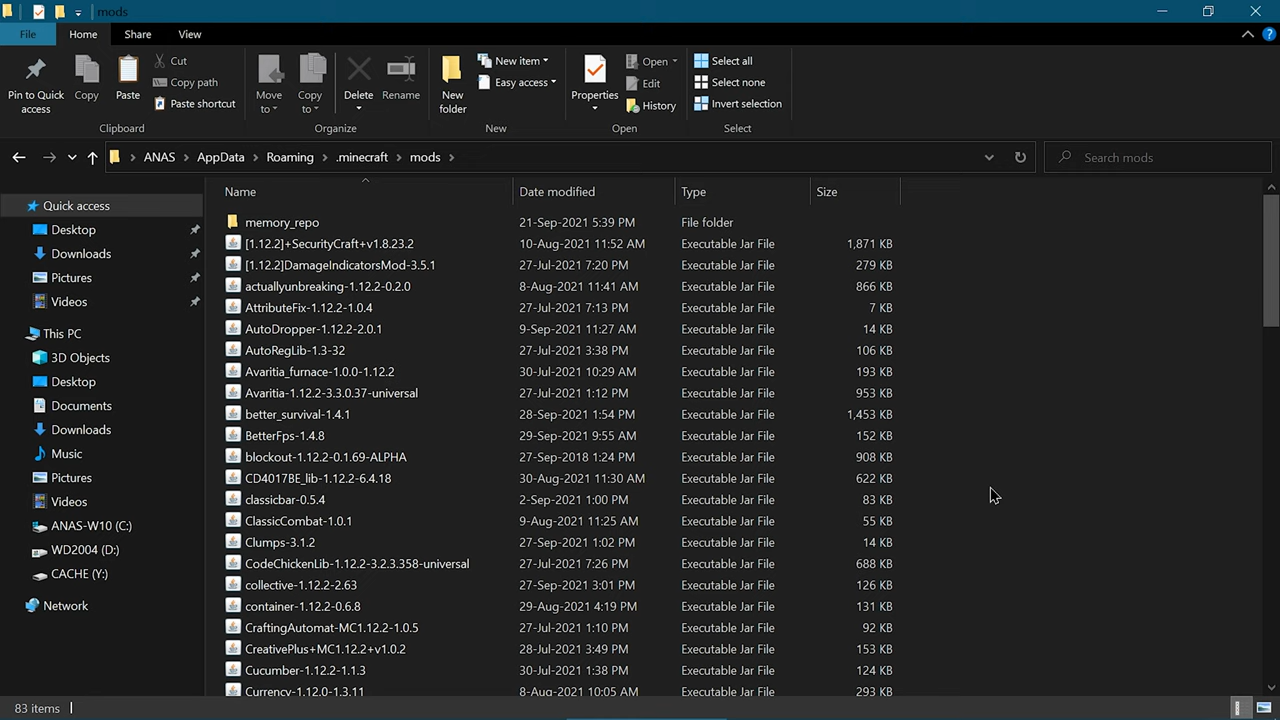 mods
File
Home
Share
View
Pin to Quick access
Copy
Paste
Cut
Copy path
Paste shortcut
Clipboard
Move to
Copy to
Delete
Rename
Organize
New folder
New item
Easy access
New
Properties
Open
Edit
History
Open
Select all
Select none
Invert selection
Select
ANAS > AppData > Roaming > .minecraft > mods >
Search mods
Quick access
Desktop
Downloads
Pictures
Videos
This PC
3D Objects
Desktop
Documents
Downloads
Music
Pictures
Videos
ANAS-W10 (C:)
WD2004 (D:)
CACHE (Y:)
Network
Name Date modified Type Size
memory_repo 21-Sep-2021 5:39 PM File folder
[1.12.2]+SecurityCraft+v1.8.23.2 10-Aug-2021 11:52 AM Executable Jar File 1,871 KB
[1.12.2]DamageIndicatorsMod-3.5.1 27-Jul-2021 7:20 PM Executable Jar File 279 KB
actuallyunbreaking-1.12.2-0.2.0 8-Aug-2021 11:41 AM Executable Jar File 866 KB
AttributeFix-1.12.2-1.0.4 27-Jul-2021 7:13 PM Executable Jar File 7 KB
AutoDropper-1.12.2-2.0.1 9-Sep-2021 11:27 AM Executable Jar File 14 KB
AutoRegLib-1.3-32 27-Jul-2021 3:38 PM Executable Jar File 106 KB
Avaritia_furnace-1.0.0-1.12.2 30-Jul-2021 10:29 AM Executable Jar File 193 KB
Avaritia-1.12.2-3.3.0.37-universal 27-Jul-2021 1:12 PM Executable Jar File 953 KB
better_survival-1.4.1 28-Sep-2021 1:54 PM Executable Jar File 1,453 KB
BetterFps-1.4.8 29-Sep-2021 9:55 AM Executable Jar File 152 KB
blockout-1.12.2-0.1.69-ALPHA 27-Sep-2018 1:24 PM Executable Jar File 908 KB
CD4017BE_lib-1.12.2-6.4.18 30-Aug-2021 11:30 AM Executable Jar File 622 KB
classicbar-0.5.4 2-Sep-2021 1:00 PM Executable Jar File 83 KB
ClassicCombat-1.0.1 9-Aug-2021 11:25 AM Executable Jar File 55 KB
Clumps-3.1.2 27-Sep-2021 1:02 PM Executable Jar File 14 KB
CodeChickenLib-1.12.2-3.2.3.358-universal 27-Jul-2021 7:26 PM Executable Jar File 688 KB
collective-1.12.2-2.63 27-Sep-2021 3:01 PM Executable Jar File 126 KB
container-1.12.2-0.6.8 29-Aug-2021 4:19 PM Executable Jar File 131 KB
CraftingAutomat-MC1.12.2-1.0.5 27-Jul-2021 1:10 PM Executable Jar File 92 KB
CreativePlus+MC1.12.2+v1.0.2 28-Jul-2021 3:49 PM Executable Jar File 153 KB
Cucumber-1.12.2-1.1.3 30-Jul-2021 1:38 PM Executable Jar File 124 KB
Currency-1.12.0-1.3.11 8-Aug-2021 10:05 AM Executable Jar File 293 KB
83 items